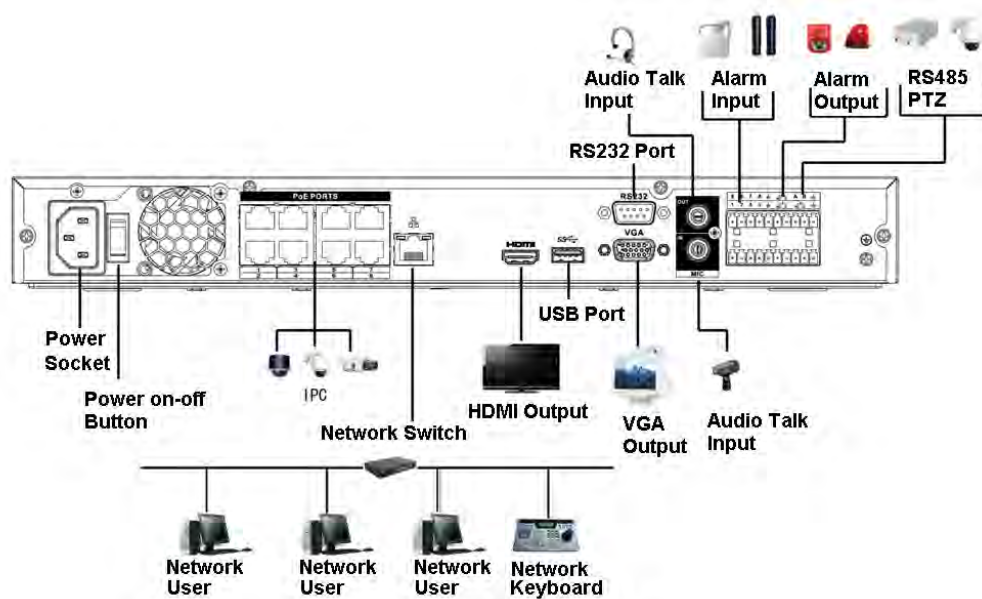 Audio Talk
Input
Alarm
Input
Alarm
Output
RS485
PTZ
RS232 Port
PoE PORTS
RS232
OUT
VGA
HDMI
SS
IN
MIC
Power
Socket
Power on-off
Button
IPC
Network Switch
HDMI Output
USB Port
VGA
Output
Audio Talk
Input
Network
User
Network
User
Network
User
Network
Keyboard